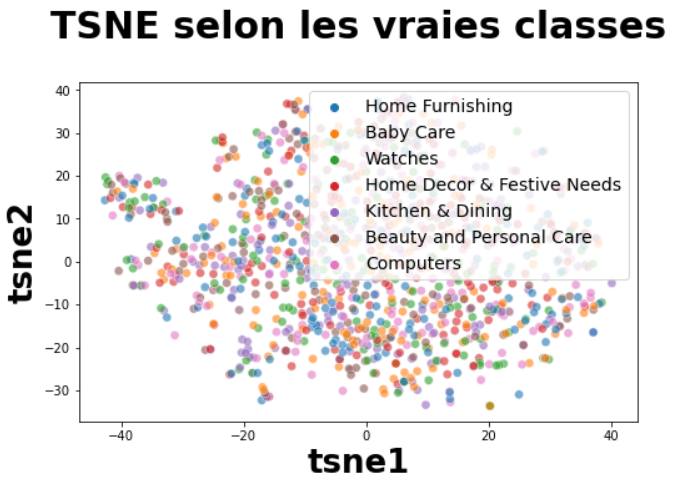 TSNE selon les vraies classes
40
30
20
10
0
−10
−20
−30
tsne2
Home Furnishing
Baby Care
Watches
Home Decor & Festive Needs
Kitchen & Dining
Beauty and Personal Care
Computers
−40
−20
0
20
40
tsne1